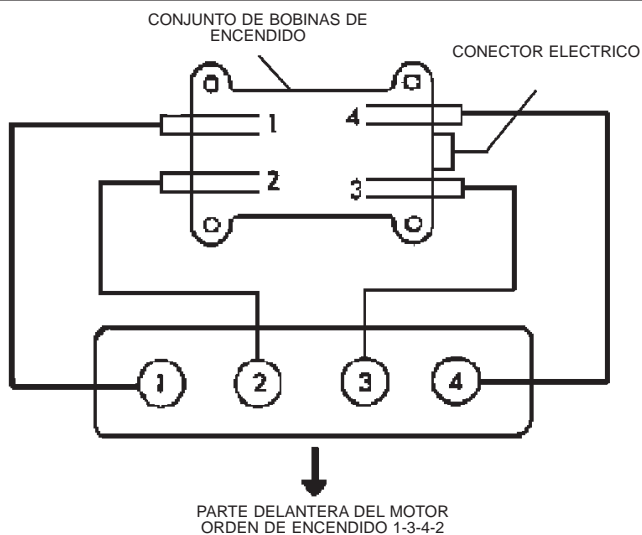 CONJUNTO DE BOBINAS DE
ENCENDIDO
CONECTOR ELECTRICO
1
4
2
3
1 2 3 4
PARTE DELANTERA DEL MOTOR
ORDEN DE ENCENDIDO 1-3-4-2